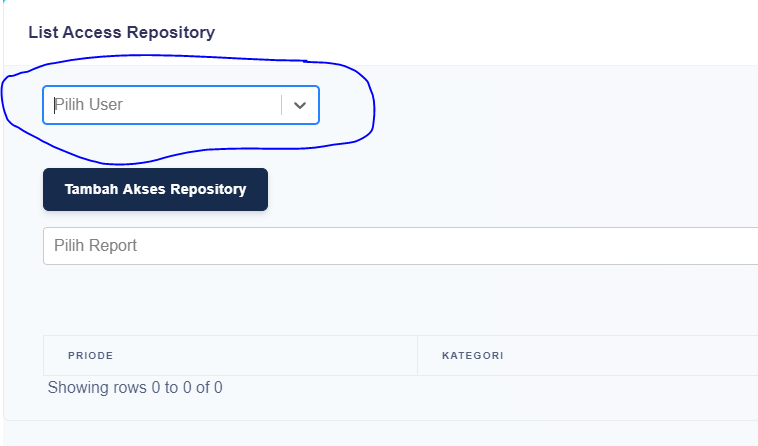 List Access Repository
Pilih User
Tambah Akses Repository
Pilih Report
PRIODE KATEGORI
Showing rows 0 to 0 of 0